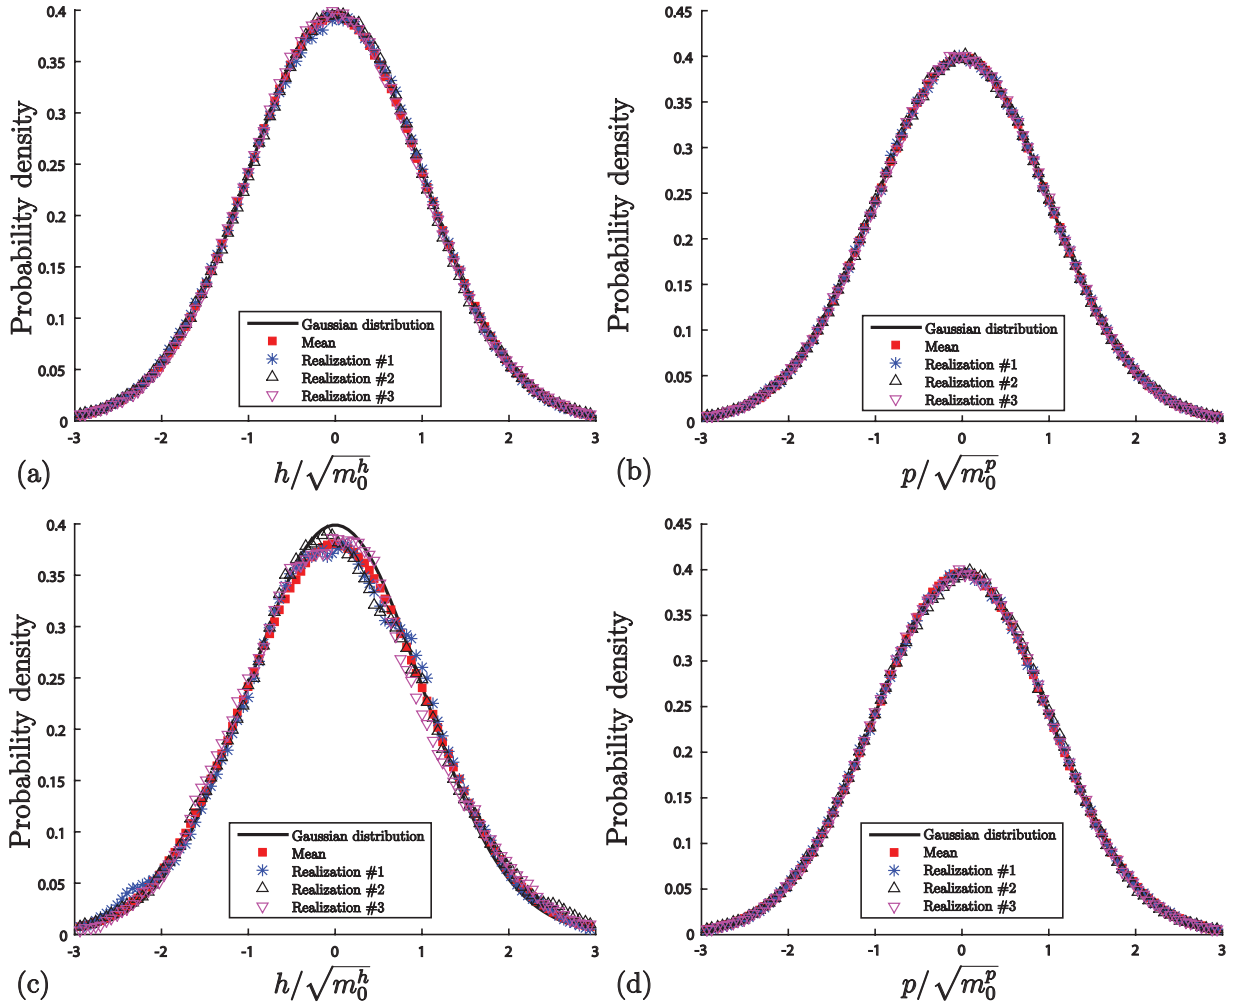 Probability density
0.4
0.35
0.3
0.25
0.2
0.15
0.1
0.05
0
Gaussian distribution
Mean
Realization #1
Realization #2
Realization #3
-3 -2 -1 0 1 2 3
(a) h/√m₀ʰ
Probability density
0.45
0.4
0.35
0.3
0.25
0.2
0.15
0.1
0.05
0
Gaussian distribution
Mean
Realization #1
Realization #2
Realization #3
-3 -2 -1 0 1 2 3
(b) p/√m₀ᵖ
Probability density
0.4
0.35
0.3
0.25
0.2
0.15
0.1
0.05
0
Gaussian distribution
Mean
Realization #1
Realization #2
Realization #3
-3 -2 -1 0 1 2 3
(c) h/√m₀ʰ
Probability density
0.45
0.4
0.35
0.3
0.25
0.2
0.15
0.1
0.05
0
Gaussian distribution
Mean
Realization #1
Realization #2
Realization #3
-3 -2 -1 0 1 2 3
(d) p/√m₀ᵖ